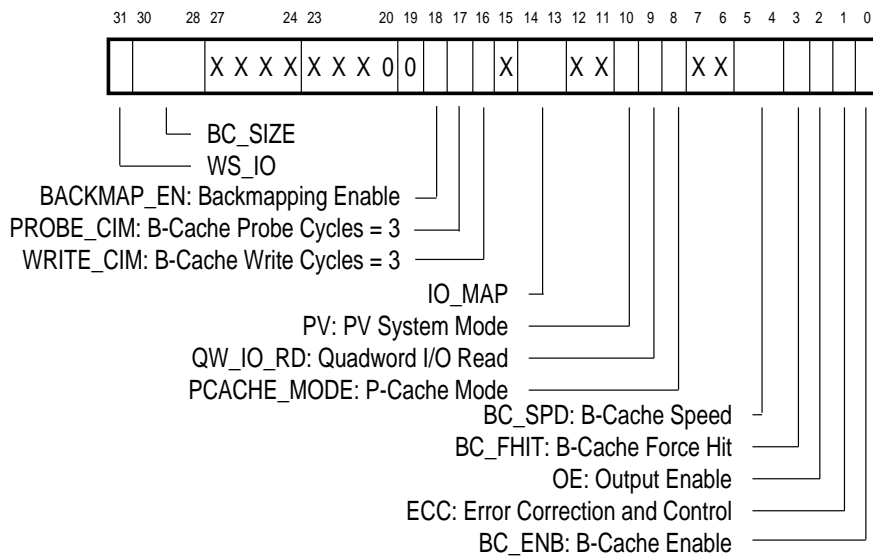 31 30 28 27 24 23 20 19 18 17 16 15 14 13 12 11 10 9 8 7 6 5 4 3 2 1 0
X X X X X X X 0 0 X X X X X
BC_SIZE
WS_IO
BACKMAP_EN: Backmapping Enable
PROBE_CIM: B-Cache Probe Cycles = 3
WRITE_CIM: B-Cache Write Cycles = 3
IO_MAP
PV: PV System Mode
QW_IO_RD: Quadword I/O Read
PCACHE_MODE: P-Cache Mode
BC_SPD: B-Cache Speed
BC_FHIT: B-Cache Force Hit
OE: Output Enable
ECC: Error Correction and Control
BC_ENB: B-Cache Enable